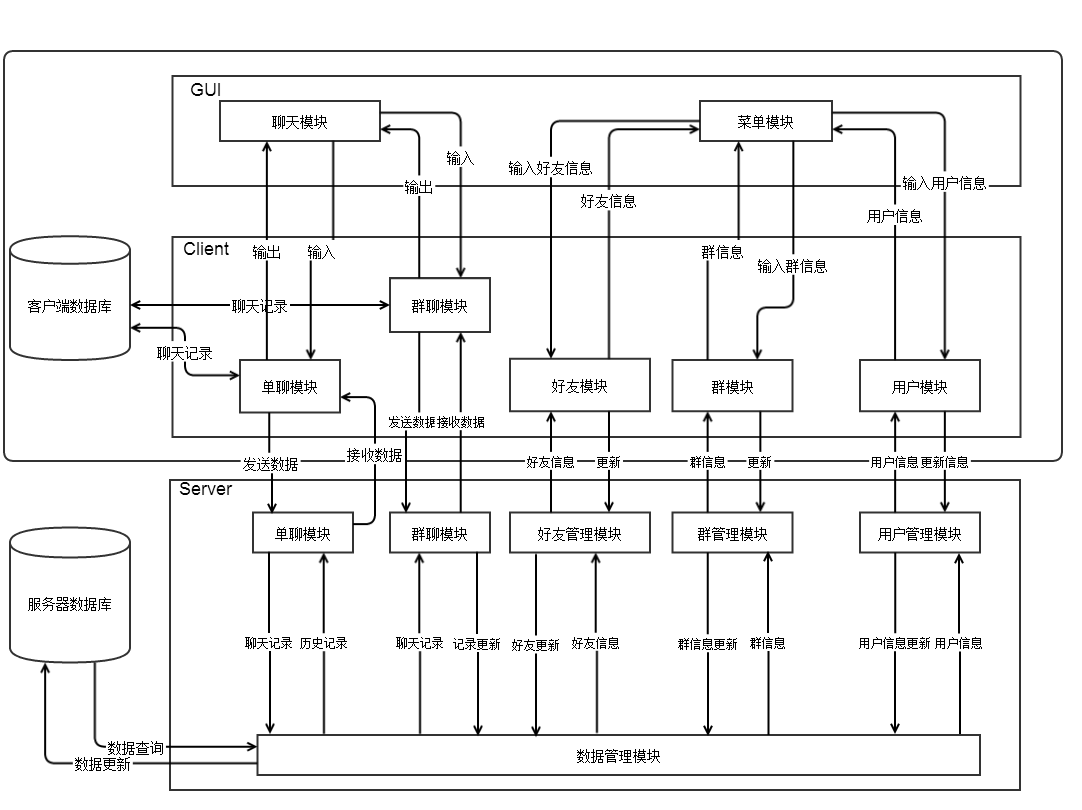 GUI
聊天模块
菜单模块
输入
输出
输入好友信息
好友信息
输入用户信息
用户信息
Client
输出
输入
群信息
输入群信息
客户端数据库
聊天记录
群聊模块
聊天记录
单聊模块
好友模块
群模块
用户模块
发送数据
接收数据
发送数据
接收数据
好友信息
更新
群信息
更新
用户信息
更新信息
Server
单聊模块
群聊模块
好友管理模块
群管理模块
用户管理模块
服务器数据库
聊天记录
历史记录
聊天记录
记录更新
好友更新
好友信息
群信息更新
群信息
用户信息更新
用户信息
数据查询
数据更新
数据管理模块